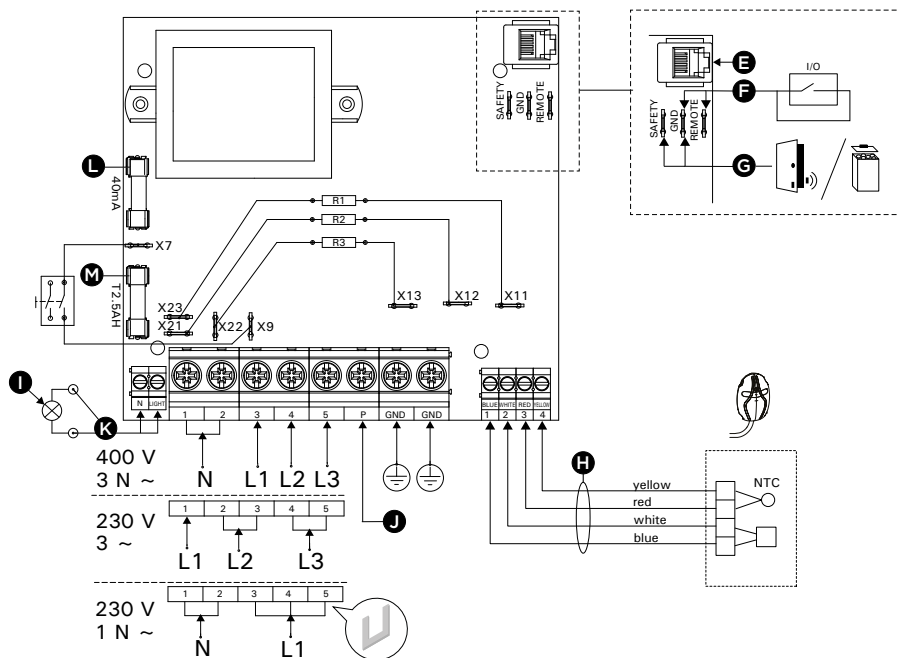 SAFETY
GND
REMOTE
E
F
I/O
SAFETY
GND
REMOTE
G
L
40mA
R1
R2
R3
X7
M
T2.5AH
X23
X21
X22
X9
X13
X12
X11
I
K
N LIGHT
1 2 3 4 5 P GND GND
BLUE WHITE RED YELLOW
1 2 3 4
400 V
3 N ~
N L1 L2 L3
J
H
NTC
yellow
red
white
blue
230 V
3 ~
1 2 3 4 5
L1 L2 L3
230 V
1 N ~
1 2 3 4 5
N L1